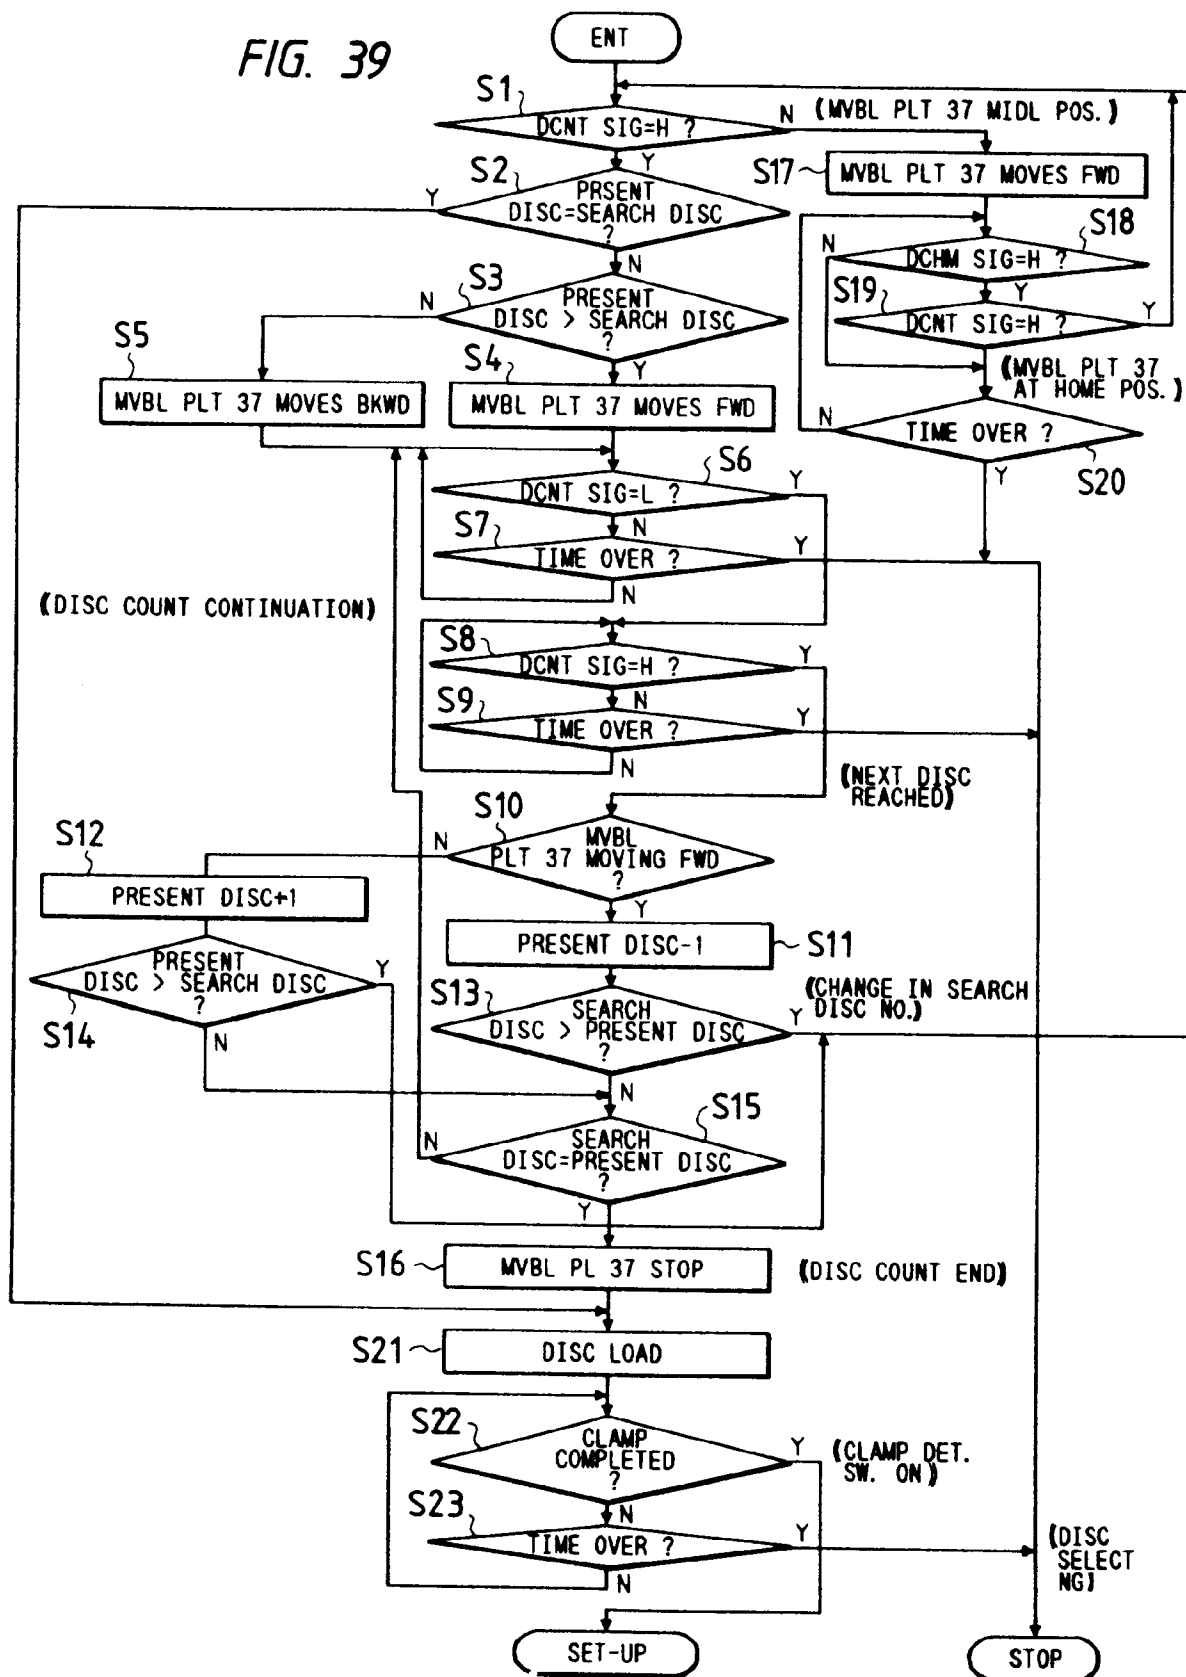 FIG. 39
ENT
S1
DCNT SIG=H ?
N
(MVBL PLT 37 MIDL POS.)
Y
S17
MVBL PLT 37 MOVES FWD
S2
Y
PRSENT
DISC=SEARCH DISC
?
N
S18
N
DCHM SIG=H ?
Y
S19
DCNT SIG=H ?
Y
(MVBL PLT 37
AT HOME POS.)
N
TIME OVER ?
S20
Y
S3
N
PRESENT
DISC > SEARCH DISC
?
Y
S5
MVBL PLT 37 MOVES BKWD
S4
MVBL PLT 37 MOVES FWD
S6
DCNT SIG=L ?
Y
N
S7
TIME OVER ?
Y
N
(DISC COUNT CONTINUATION)
S8
DCNT SIG=H ?
Y
N
S9
TIME OVER ?
Y
N
(NEXT DISC
REACHED)
S10
N
MVBL
PLT 37 MOVING FWD
?
Y
S12
PRESENT DISC+1
PRESENT DISC-1
S11
PRESENT
DISC > SEARCH DISC
?
Y
S14
N
S13
SEARCH
DISC > PRESENT DISC
?
Y
(CHANGE IN SEARCH
DISC NO.)
N
S15
N
SEARCH
DISC=PRESENT DISC
?
Y
S16
MVBL PL 37 STOP
(DISC COUNT END)
S21
DISC LOAD
S22
CLAMP
COMPLETED
?
Y
(CLAMP DET.
SW. ON)
N
S23
TIME OVER ?
Y
N
(DISC
SELECT
NG)
SET-UP
STOP